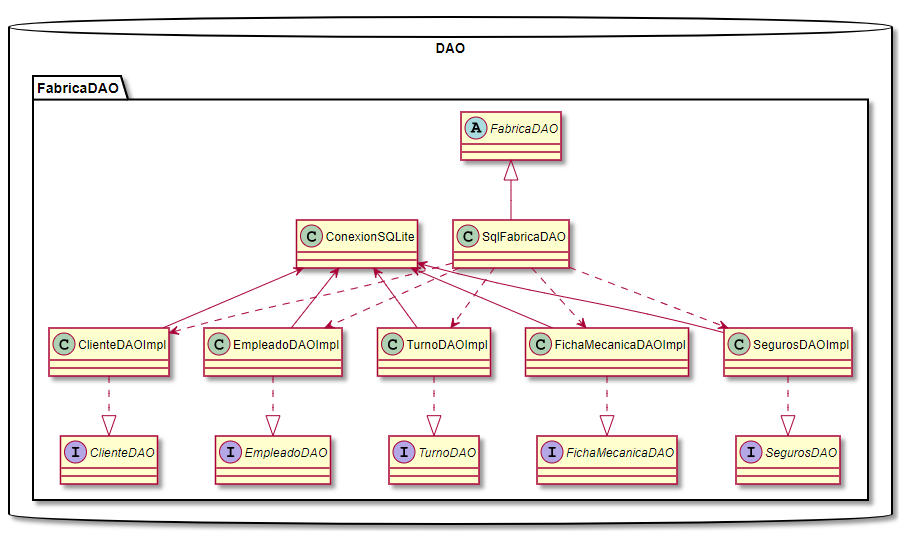 DAO
FabricaDAO
A FabricaDAO
C ConexionSQLite
C SqlFabricaDAO
C ClienteDAOImpl
C EmpleadoDAOImpl
C TurnoDAOImpl
C FichaMecanicaDAOImpl
C SegurosDAOImpl
I ClienteDAO
I EmpleadoDAO
I TurnoDAO
I FichaMecanicaDAO
I SegurosDAO